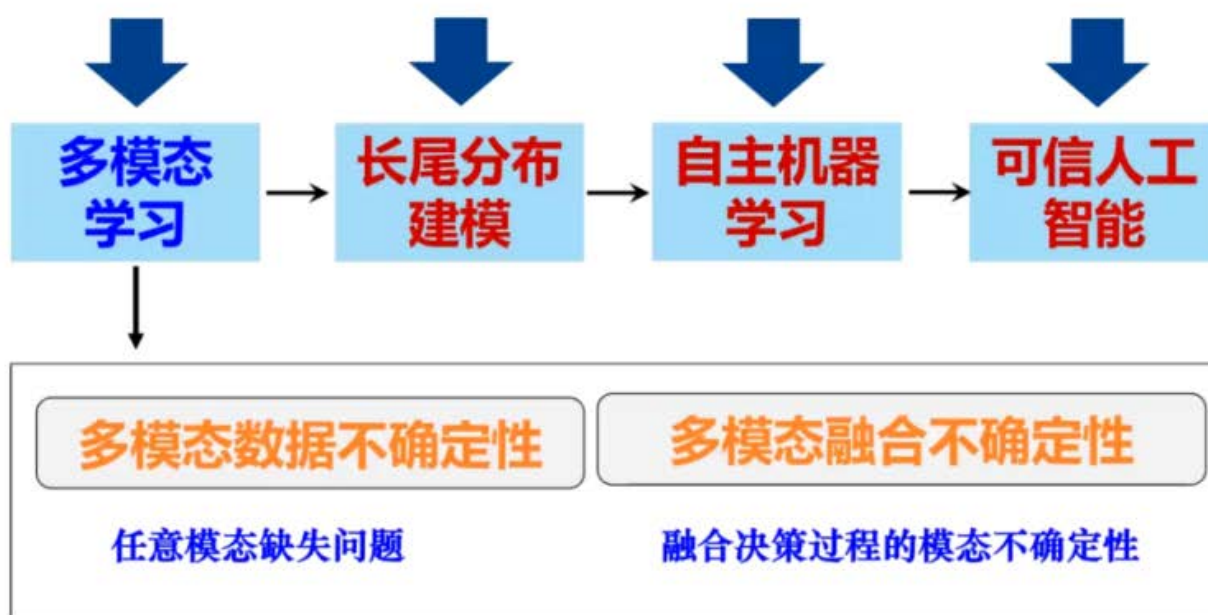 多模态
学习
长尾分布
建模
自主机器
学习
可信人工
智能
多模态数据不确定性
多模态融合不确定性
任意模态缺失问题
融合决策过程的模态不确定性